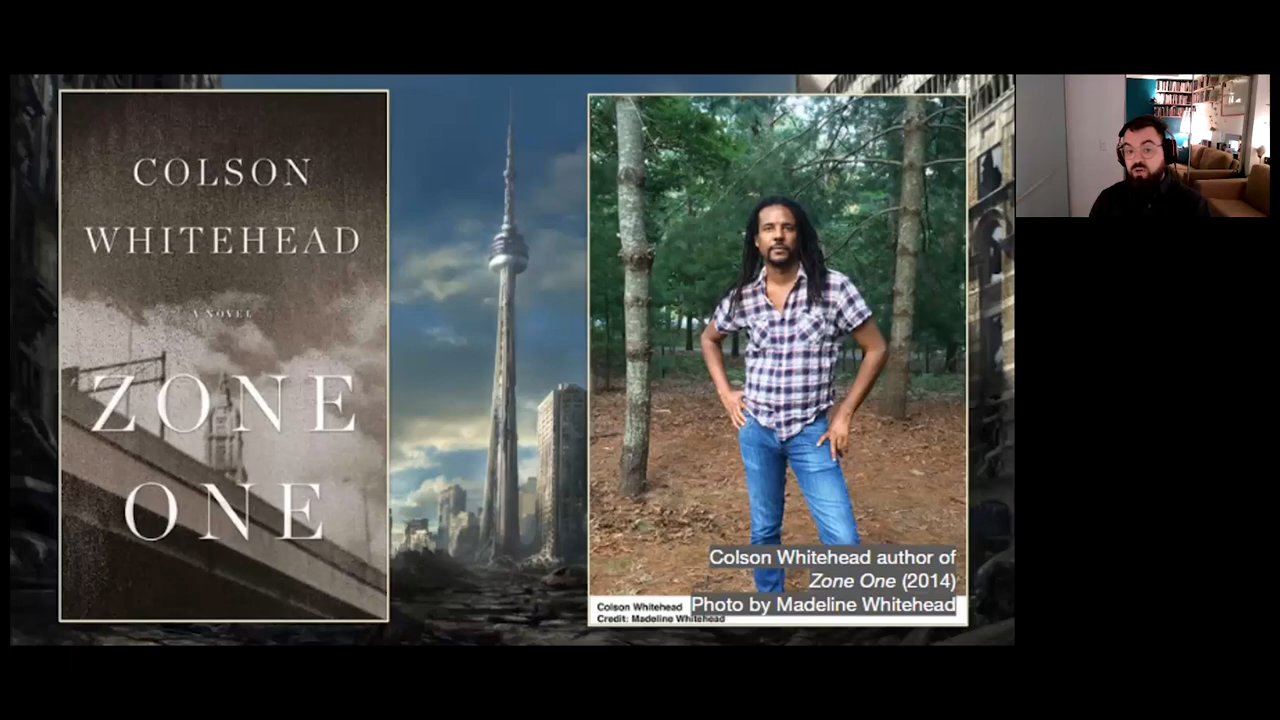 COLSON
WHITEHEAD
A NOVEL
ZONE
ONE
Colson Whitehead author of
Zone One (2014)
Photo by Madeline Whitehead
Colson Whitehead
Credit: Madeline Whitehead